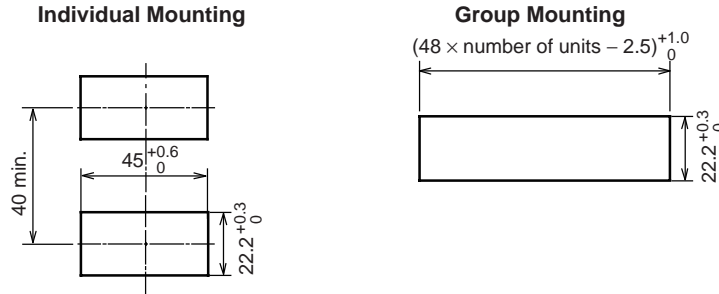 Individual Mounting
40 min.
45 +0.6 0
22.2 +0.3 0
Group Mounting
(48 × number of units − 2.5) +1.0 0
22.2 +0.3 0